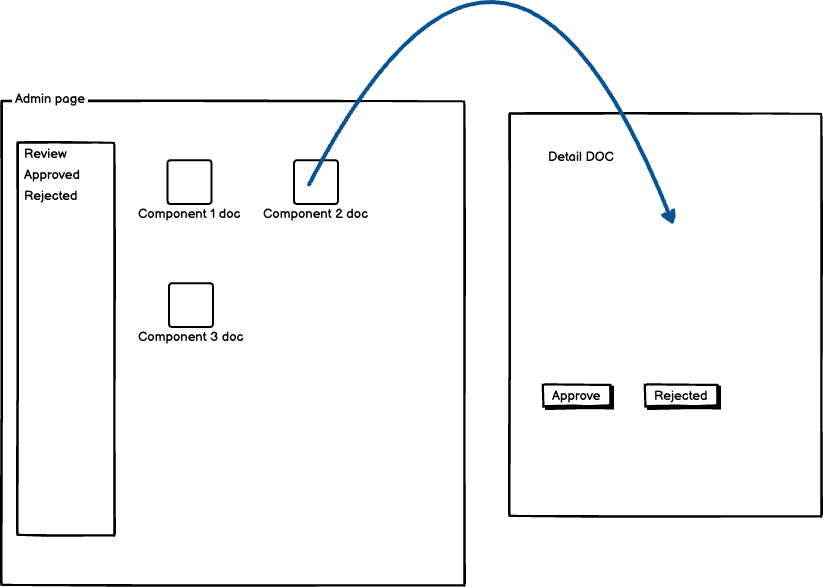 Admin page
Review
Approved
Rejected
Component 1 doc
Component 2 doc
Component 3 doc
Detail DOC
Approve
Rejected